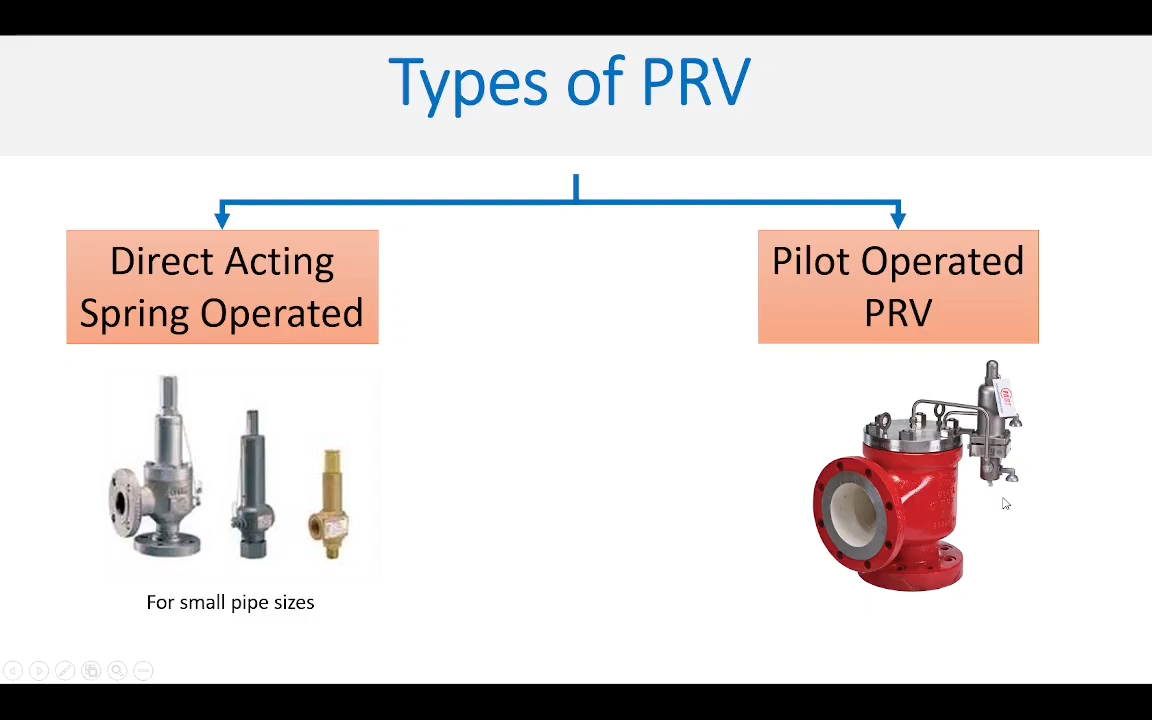 Types of PRV
Direct Acting
Spring Operated
Pilot Operated
PRV
For small pipe sizes